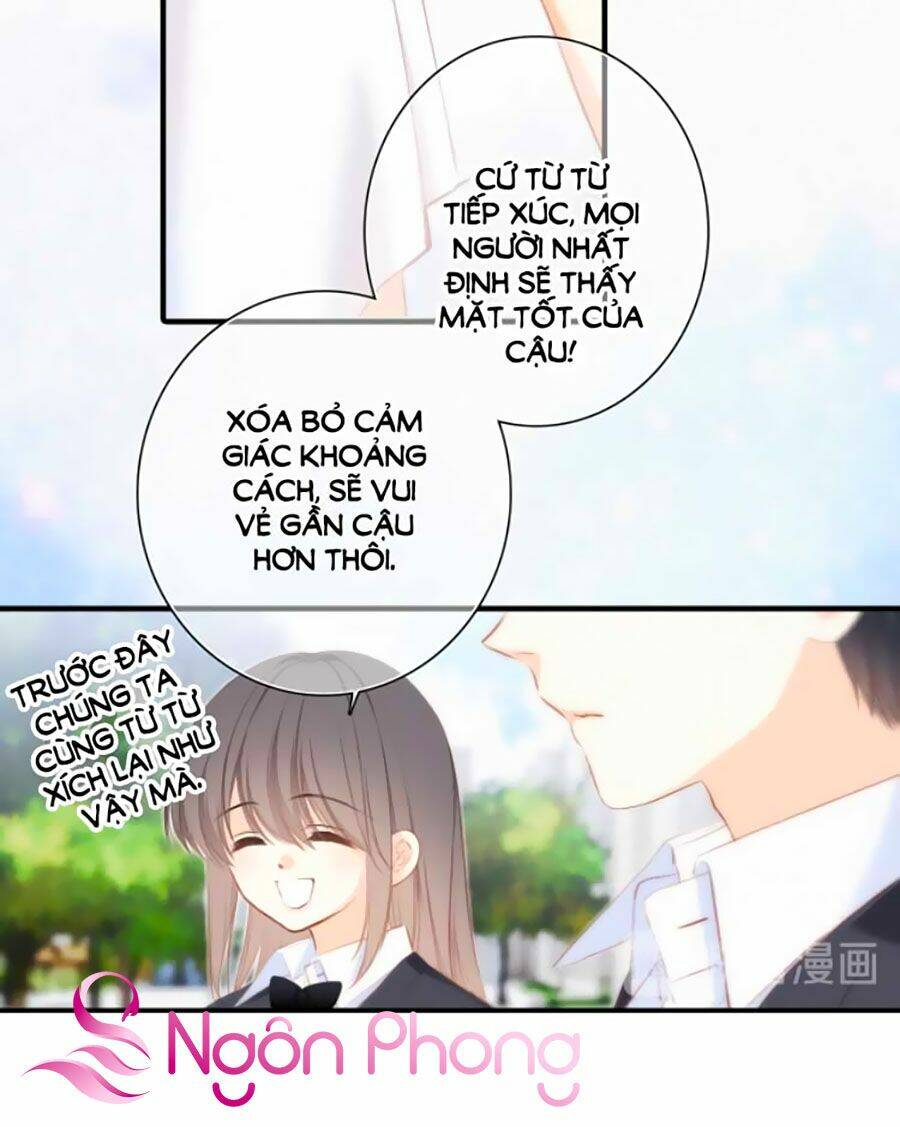 CỨ TỪ TỪ
TIẾP XÚC, MỌI
NGƯỜI NHẤT
ĐỊNH SẼ THẤY
MẶT TỐT CỦA
CẬU!
XÓA BỎ CẢM
GIÁC KHOẢNG
CÁCH, SẼ VUI
VẺ GẦN CẬU
HƠN THÔI.
TRƯỚC ĐÂY
CHÚNG TA
CŨNG TỪ TỪ
XÍCH LẠI NHƯ
VẬY MÀ.
漫画
Ngôn Phong